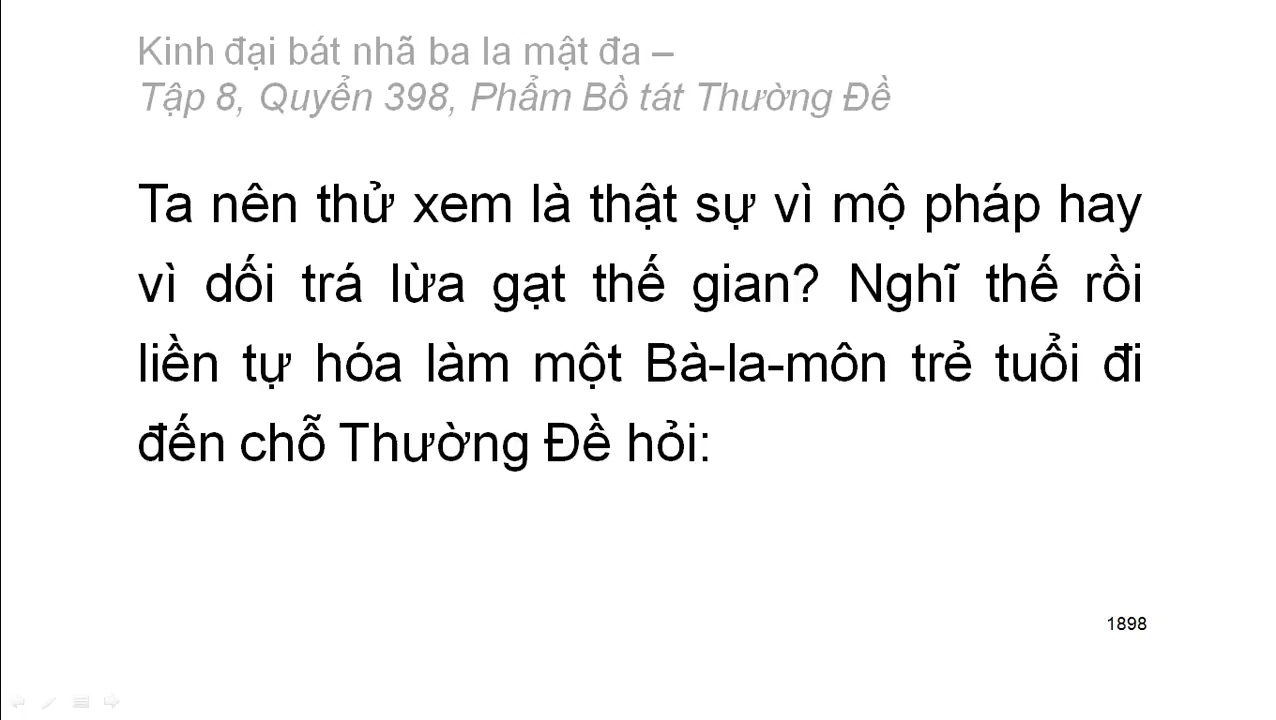 Kinh đại bát nhã ba la mật đa –
Tập 8, Quyển 398, Phẩm Bồ tát Thường Đề
Ta nên thử xem là thật sự vì mộ pháp hay
vì dối trá lừa gạt thế gian? Nghĩ thế rồi
liền tự hóa làm một Bà-la-môn trẻ tuổi đi
đến chỗ Thường Đề hỏi:
1898